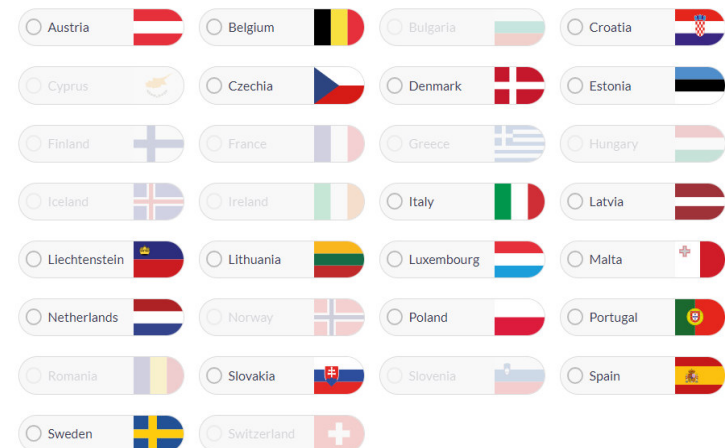 Austria
Belgium
Bulgaria
Croatia
Cyprus
Czechia
Denmark
Estonia
Finland
France
Greece
Hungary
Iceland
Ireland
Italy
Latvia
Liechtenstein
Lithuania
Luxembourg
Malta
Netherlands
Norway
Poland
Portugal
Romania
Slovakia
Slovenia
Spain
Sweden
Switzerland